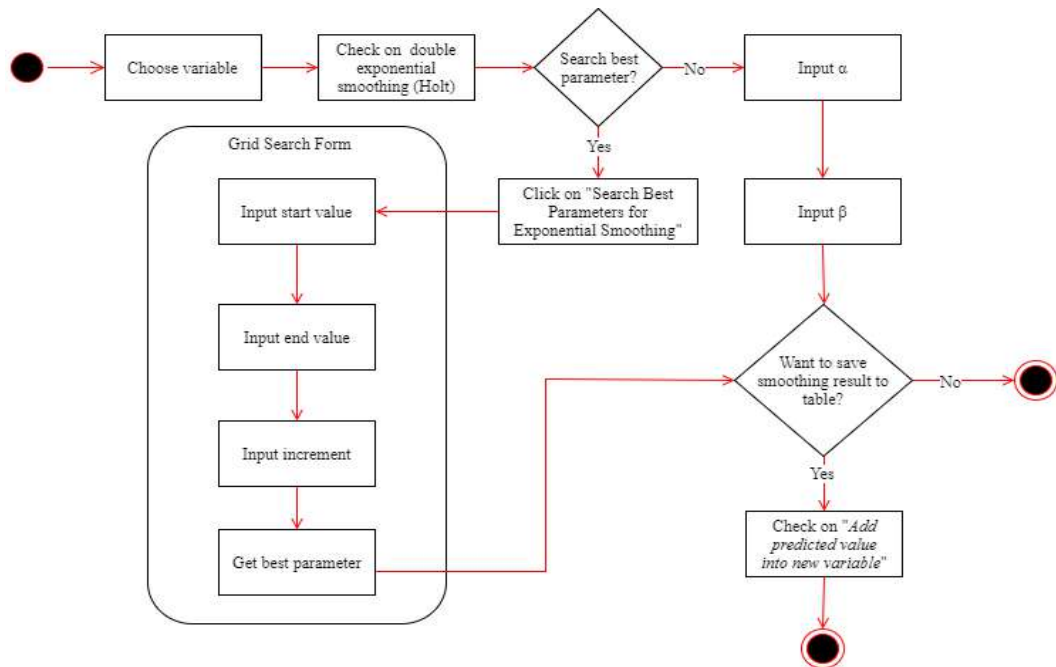 Choose variable
Check on double
exponential
smoothing (Holt)
Search best
parameter?
No
Input α
Yes
Grid Search Form
Input start value
Click on "Search Best
Parameters for
Exponential Smoothing"
Input β
Input end value
Want to save
smoothing result to
table?
No
Input increment
Yes
Get best parameter
Check on "Add
predicted value
into new variable"